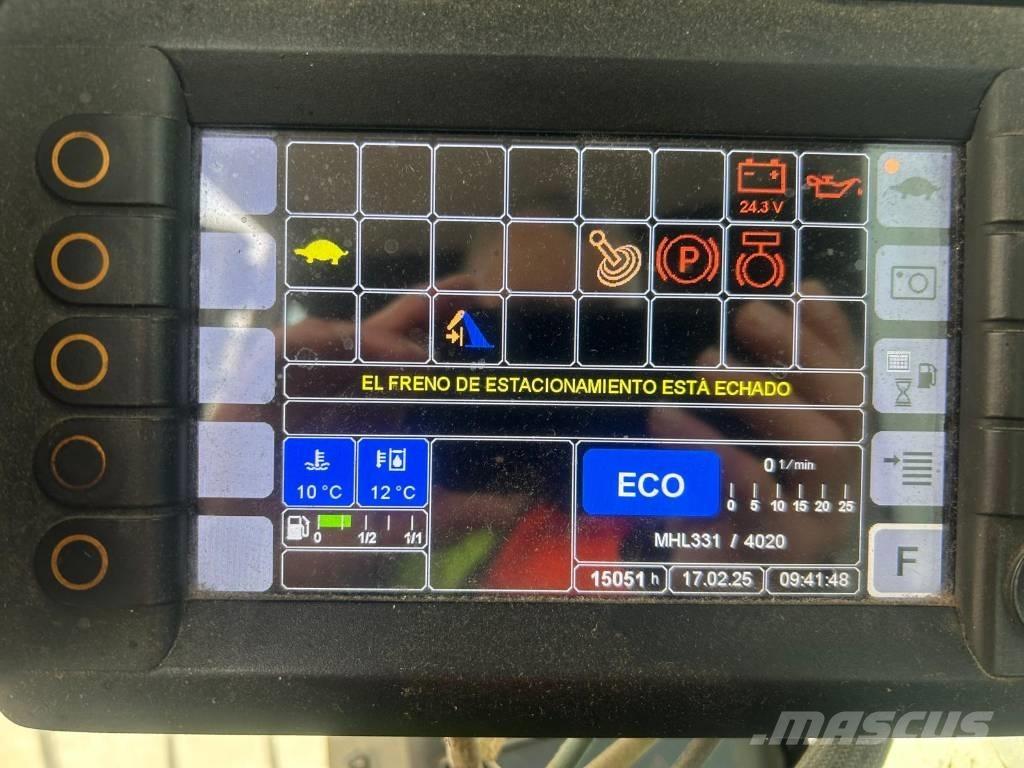 24.3 V
P
EL FRENO DE ESTACIONAMIENTO ESTÀ ECHADO
10 °C 12 °C
ECO
0 1/min
0 5 10 15 20 25
0 1/2 1/1
MHL331 / 4020
15051 h 17.02.25 09:41:48
F
MASCUS